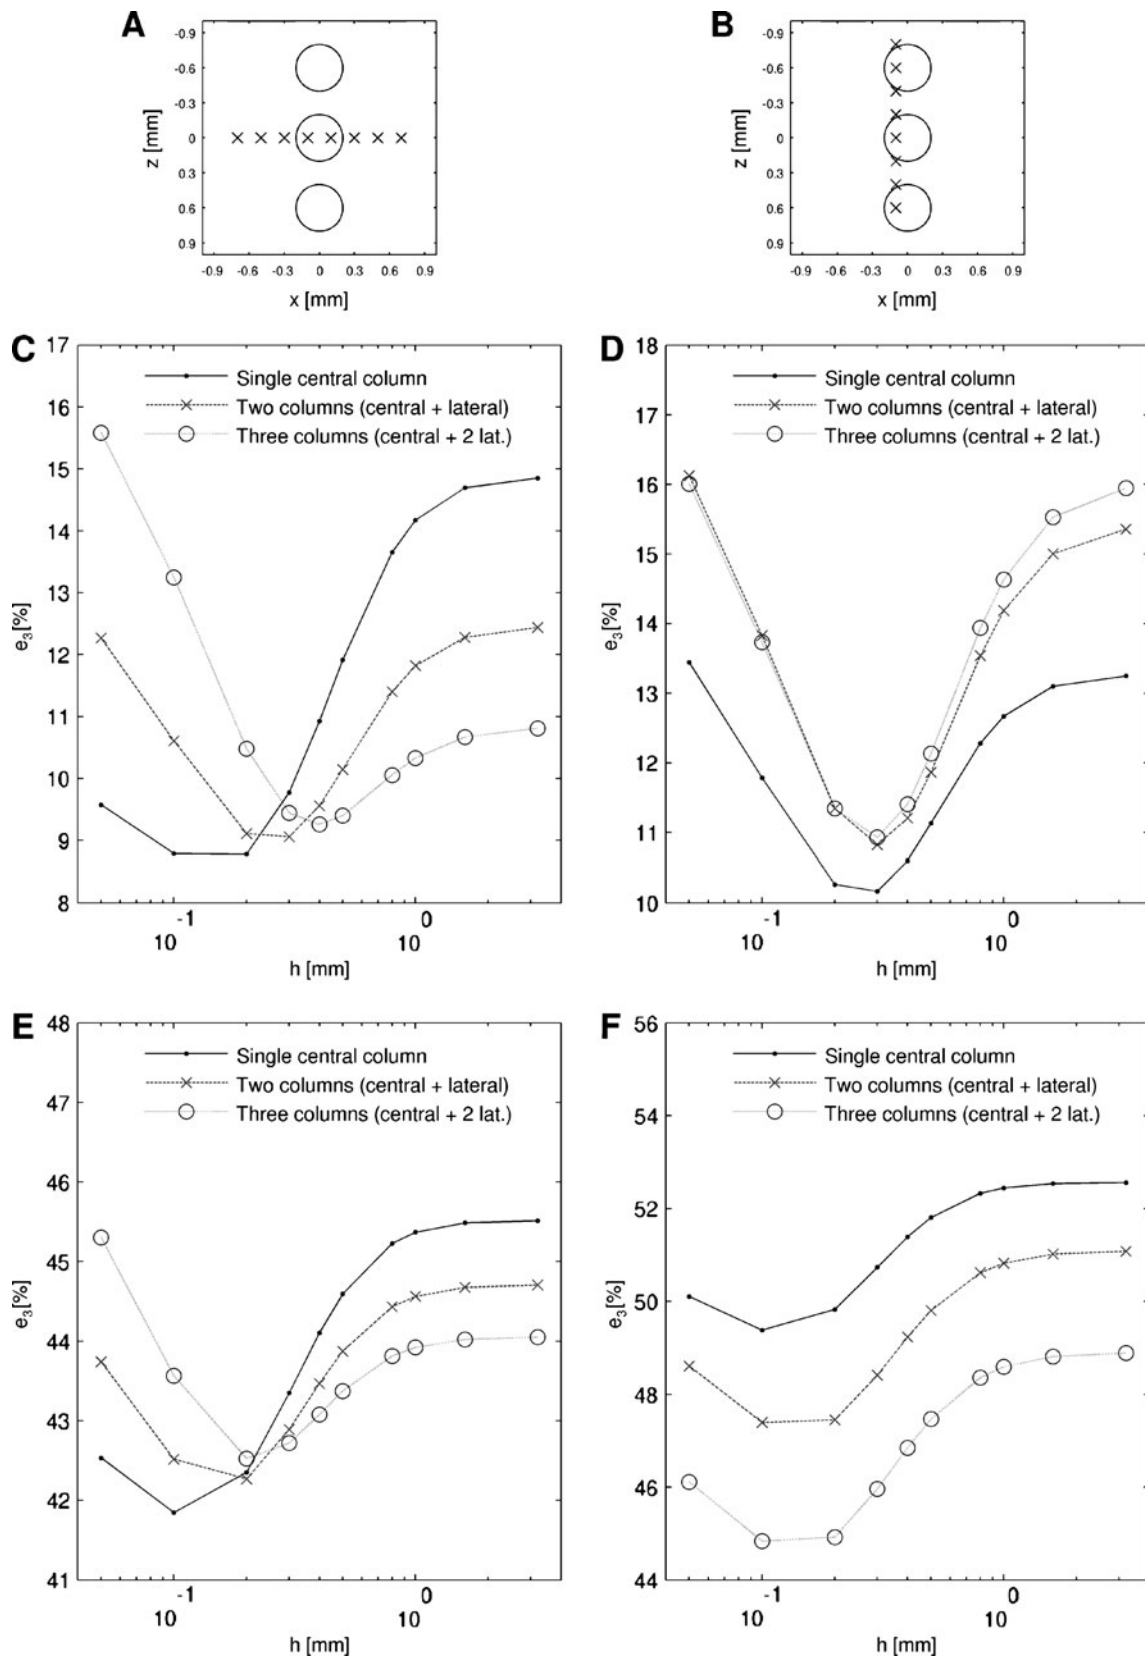 A
B
-0.9
-0.6
-0.3
0
0.3
0.6
0.9
z [mm]
-0.9 -0.6 -0.3 0 0.3 0.6 0.9
x [mm]
-0.9
-0.6
-0.3
0
0.3
0.6
0.9
z [mm]
-0.9 -0.6 -0.3 0 0.3 0.6 0.9
x [mm]
C
17
16
15
14
13
12
11
10
9
8
e3[%]
Single central column
Two columns (central + lateral)
Three columns (central + 2 lat.)
10-1 100
h [mm]
D
18
17
16
15
14
13
12
11
10
e3[%]
Single central column
Two columns (central + lateral)
Three columns (central + 2 lat.)
10-1 100
h [mm]
E
48
47
46
45
44
43
42
41
e3[%]
Single central column
Two columns (central + lateral)
Three columns (central + 2 lat.)
10-1 100
h [mm]
F
56
54
52
50
48
46
44
e3[%]
Single central column
Two columns (central + lateral)
Three columns (central + 2 lat.)
10-1 100
h [mm]